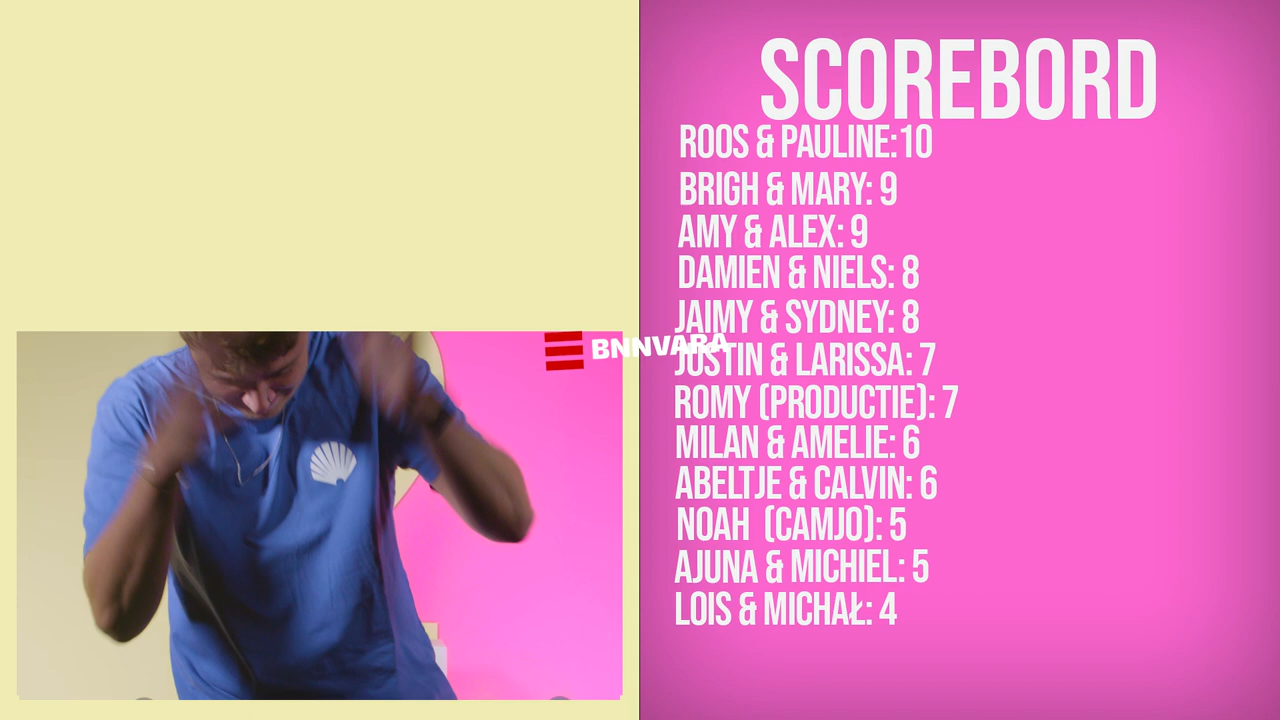 SCOREBORD
ROOS & PAULINE:10
BRIGH & MARY: 9
AMY & ALEX: 9
DAMIEN & NIELS: 8
JAIMY & SYDNEY: 8
BNNVARA
JUSTIN & LARISSA: 7
ROMY (PRODUCTIE): 7
MILAN & AMELIE: 6
ABELTJE & CALVIN: 6
NOAH (CAMJO): 5
AJUNA & MICHIEL: 5
LOIS & MICHAŁ: 4